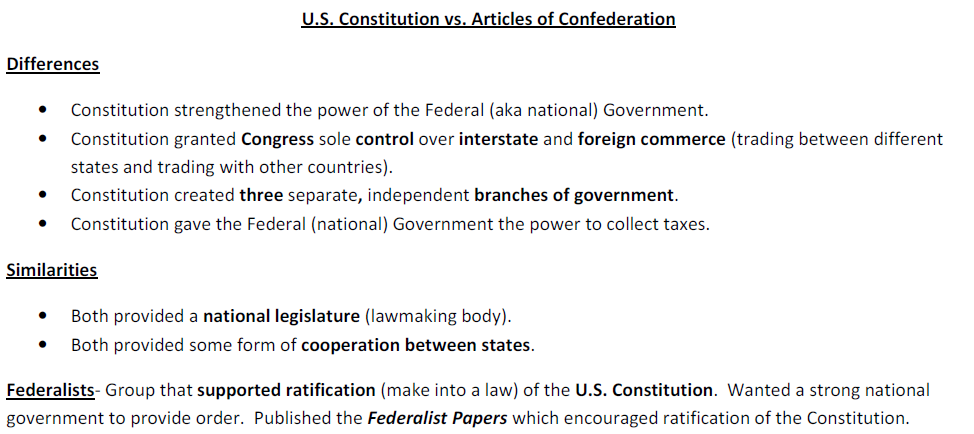 U.S. Constitution vs. Articles of Confederation
Differences
• Constitution strengthened the power of the Federal (aka national) Government.
• Constitution granted Congress sole control over interstate and foreign commerce (trading between different
states and trading with other countries).
• Constitution created three separate, independent branches of government.
• Constitution gave the Federal (national) Government the power to collect taxes.
Similarities
• Both provided a national legislature (lawmaking body).
• Both provided some form of cooperation between states.
Federalists- Group that supported ratification (make into a law) of the U.S. Constitution. Wanted a strong national
government to provide order. Published the Federalist Papers which encouraged ratification of the Constitution.